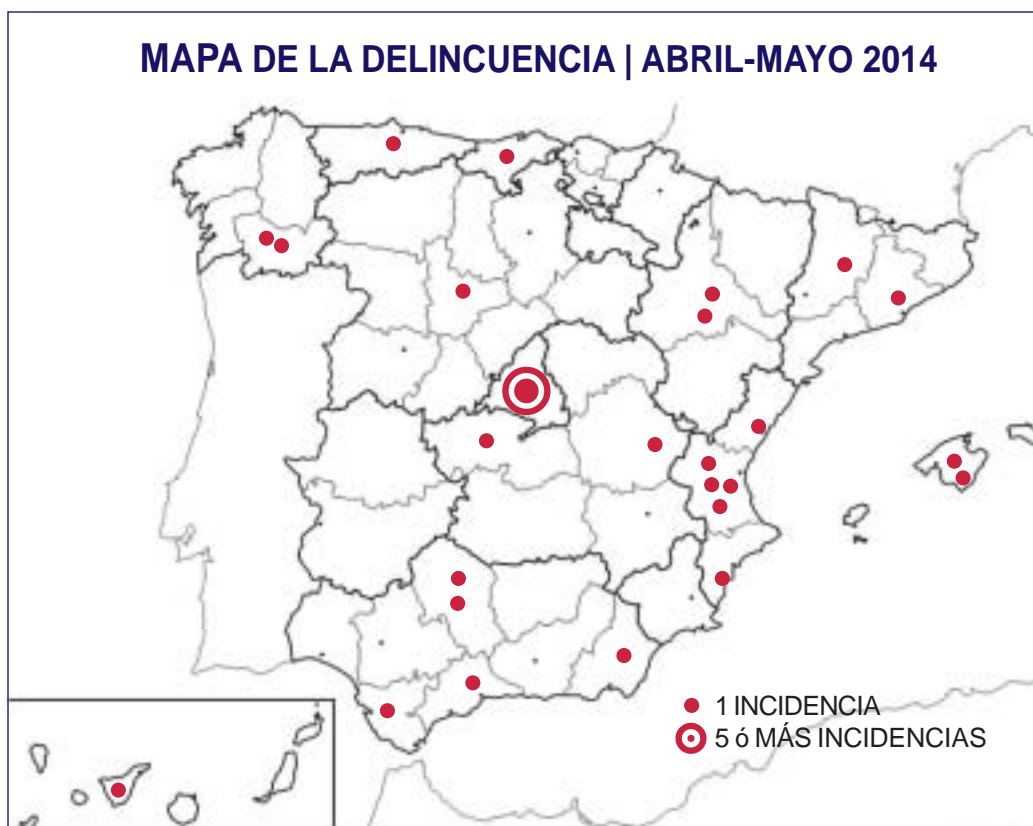 MAPA DE LA DELINCUENCIA | ABRIL-MAYO 2014
1 INCIDENCIA
5 ó MÁS INCIDENCIAS